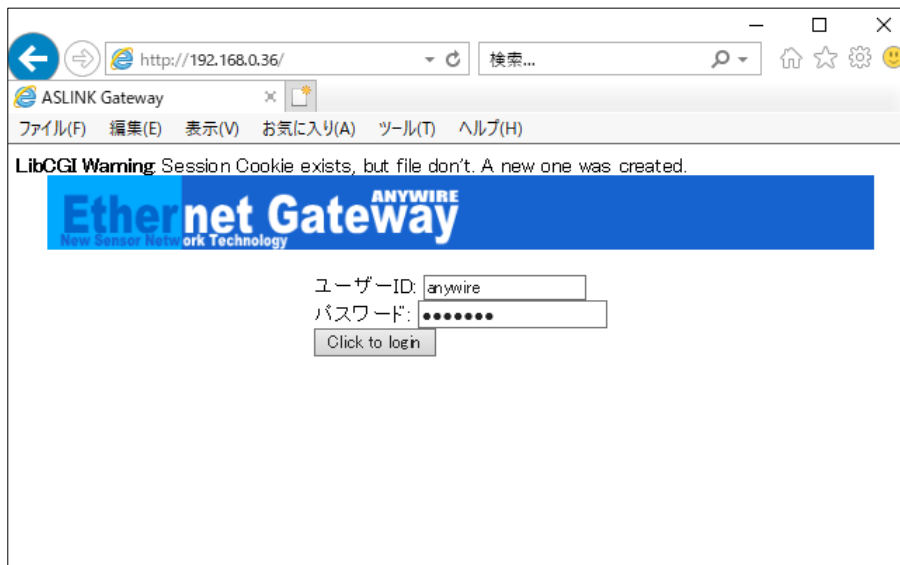 http://192.168.0.36/
検索...
ASLINK Gateway
ファイル(F) 編集(E) 表示(V) お気に入り(A) ツール(T) ヘルプ(H)
LibCGI Warning Session Cookie exists, but file don't. A new one was created.
ANYWIRE
Ethernet Gateway
New Sensor Network Technology
ユーザーID: anywire
パスワード: ●●●●●●●
Click to login